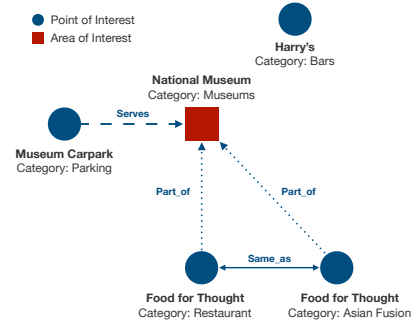 Point of Interest
Area of Interest
Harry's
Category: Bars
National Museum
Category: Museums
Serves
Museum Carpark
Category: Parking
Part_of
Part_of
Same_as
Food for Thought
Category: Restaurant
Food for Thought
Category: Asian Fusion